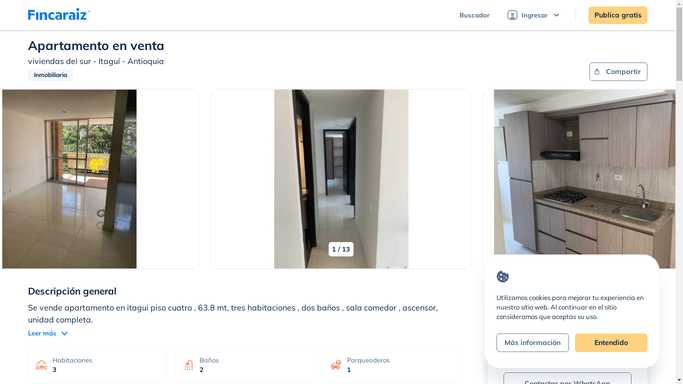 Fincaraiz
Buscador
Ingresar
Publica gratis
Apartamento en venta
viviendas del sur - Itaguí - Antioquia
Inmobiliaria
Compartir
1 / 13
Descripción general
Se vende apartamento en itagui piso cuatro , 63.8 mt, tres habitaciones , dos baños , sala comedor , ascensor,
unidad completa.
Leer más
Habitaciones
3
Baños
2
Parqueaderos
1
Utilizamos cookies para mejorar tu experiencia en
nuestro sitio web. Al continuar en el sitio
consideramos que aceptas su uso.
Más información
Entendido
Contactar por WhatsApp